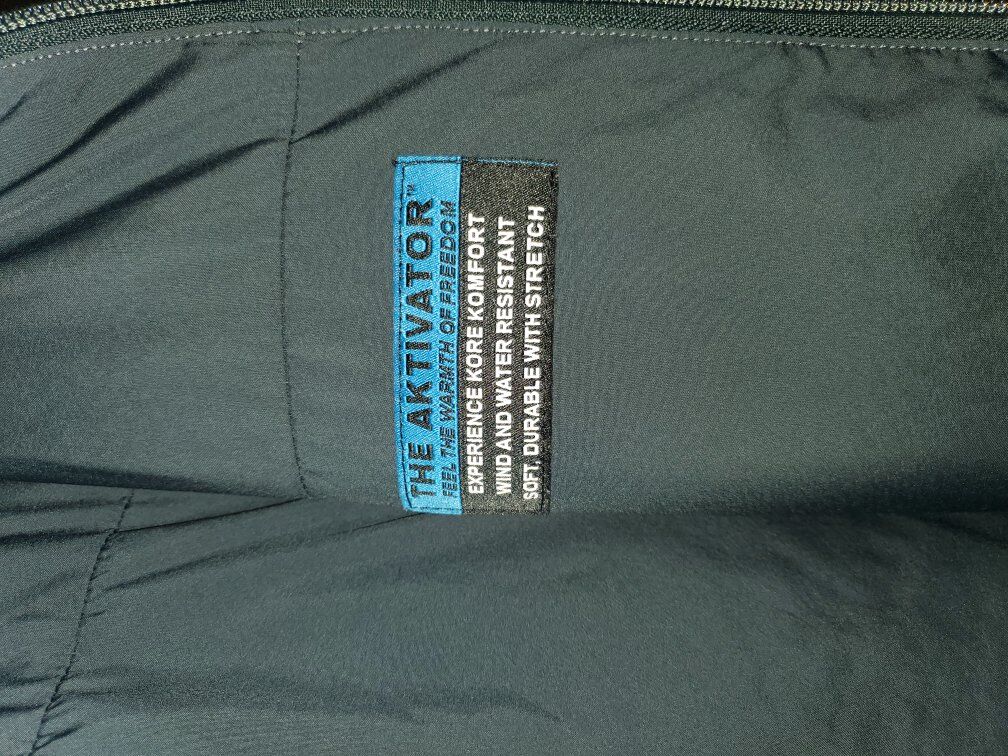 THE AKTIVATOR™
FEEL THE WARMTH OF FREEDOM
EXPERIENCE KORE KOMFORT
WIND AND WATER RESISTANT
SOFT, DURABLE WITH STRETCH